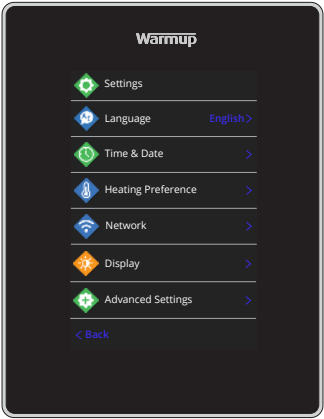 Warmup
Settings
Language English
Time & Date
Heating Preference
Network
Display
Advanced Settings
Back